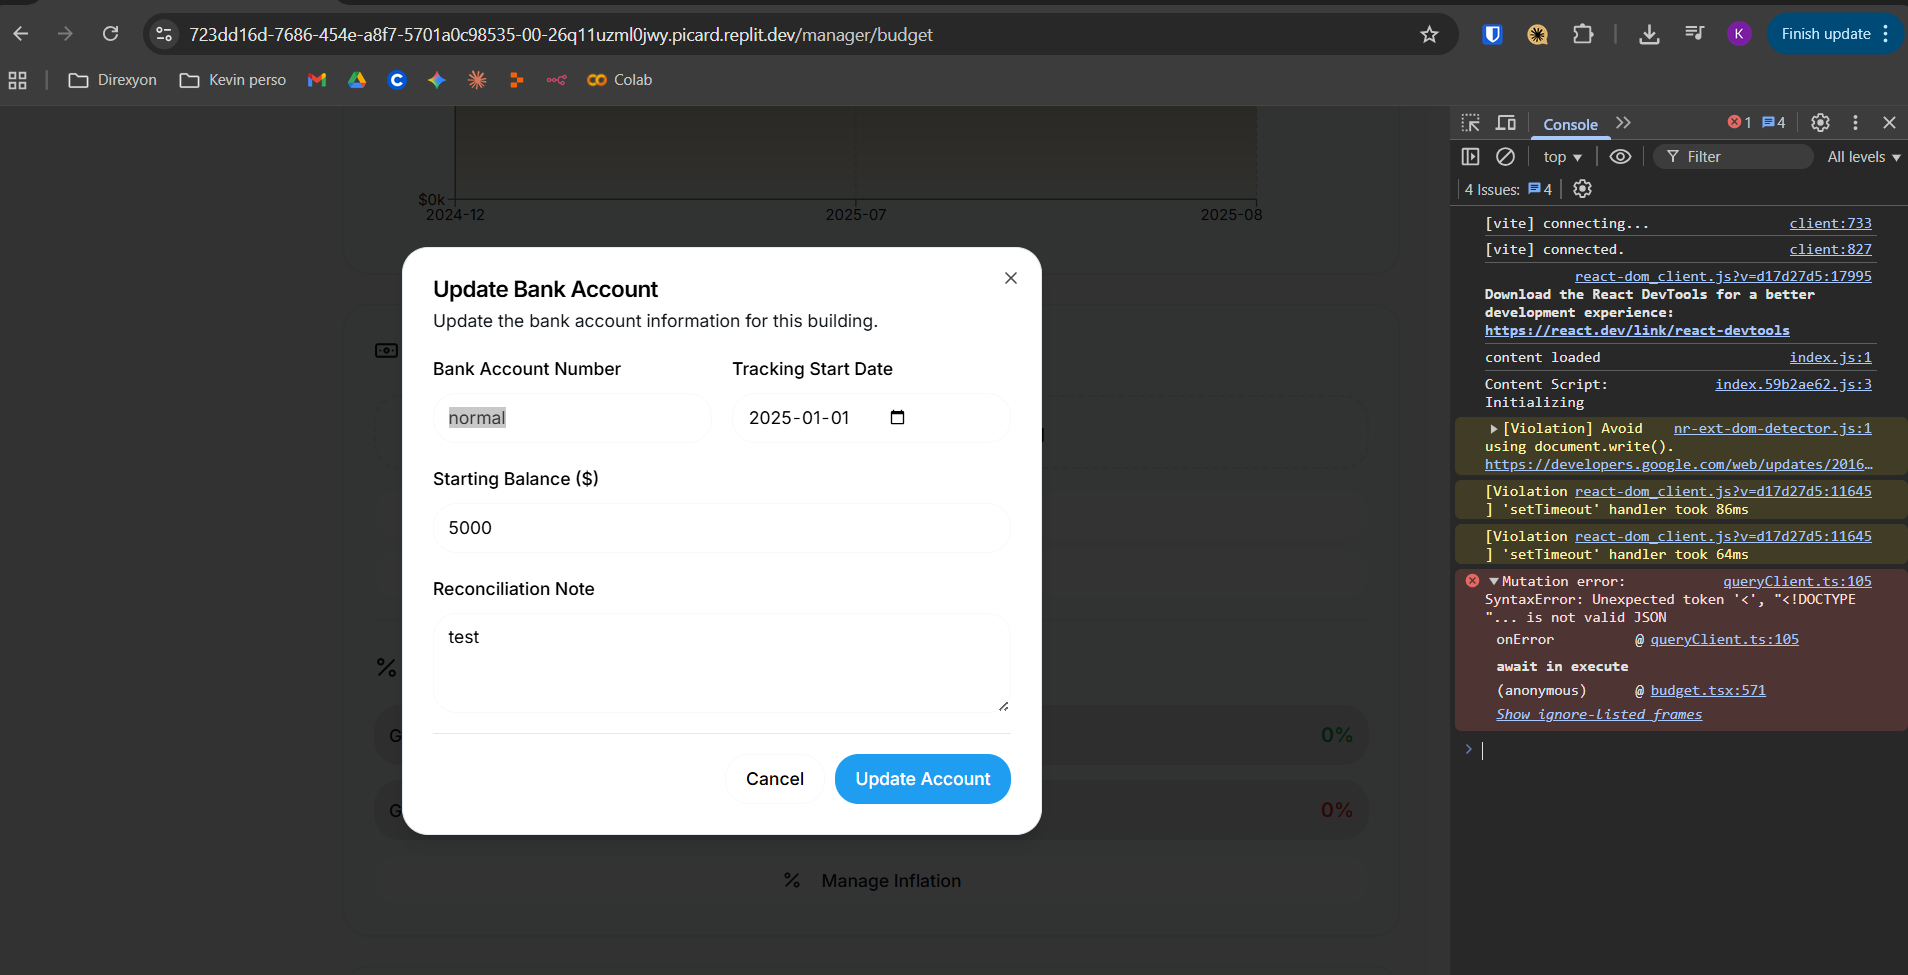 723dd16d-7686-454e-a8f7-5701a0c98535-00-26q11uzml0jwy.picard.replit.dev/manager/budget
K
Finish update
Direxyon
Kevin perso
Colab
$0k
2024-12
2025-07
2025-08
Update Bank Account
Update the bank account information for this building.
Bank Account Number
Tracking Start Date
normal
2025-01-01
Starting Balance ($)
5000
Reconciliation Note
test
Cancel
Update Account
G
0%
G
0%
Manage Inflation
Console
1
4
top
Filter
All levels
4 Issues:
4
[vite] connecting... client:733
[vite] connected. client:827
react-dom_client.js?v=d17d27d5:17995
Download the React DevTools for a better
development experience:
https://react.dev/link/react-devtools
content loaded index.js:1
Content Script: index.59b2ae62.js:3
Initializing
[Violation] Avoid nr-ext-dom-detector.js:1
using document.write().
https://developers.google.com/web/updates/2016…
[Violation react-dom_client.js?v=d17d27d5:11645
] 'setTimeout' handler took 86ms
[Violation react-dom_client.js?v=d17d27d5:11645
] 'setTimeout' handler took 64ms
Mutation error: queryClient.ts:105
SyntaxError: Unexpected token '<', "<!DOCTYPE
"... is not valid JSON
onError @ queryClient.ts:105
await in execute
(anonymous) @ budget.tsx:571
Show ignore-listed frames